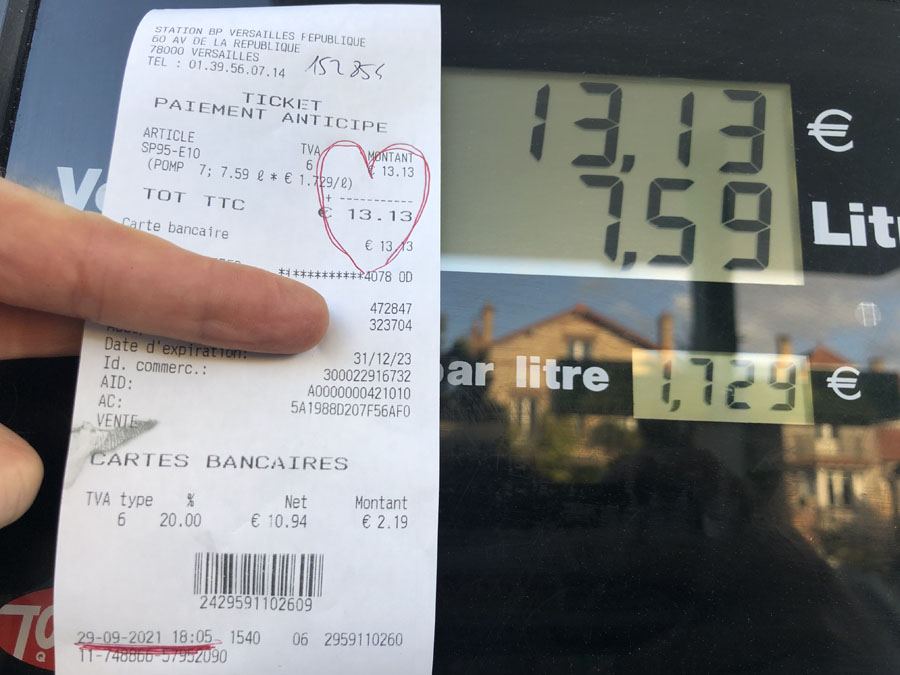 STATION BP VERSAILLES REPUBLIQUE
60 AV DE LA REPUBLIQUE
78000 VERSAILLES
TEL : 01.39.56.07.14
152854
TICKET
PAIEMENT ANTICIPE
ARTICLE TVA MONTANT
SP95-E10 6 € 13.13
(POMP 7; 7.59 ℓ * € 1.729/ℓ)
+ -----------
TOT TTC € 13.13
Carte bancaire € 13.13
*1***********4078 0D
472847
323704
Date d'expiration: 31/12/23
Id. commerc.: 300022916732
AID: A0000000421010
AC: 5A1988D207F56AF0
VENTE
CARTES BANCAIRES
TVA type % Net Montant
6 20.00 € 10.94 € 2.19
2429591102609
29-09-2021 18:05 1540 06 2959110260
11-748866-57952090
13,13 €
7,59 Litr
par litre 1,729 €